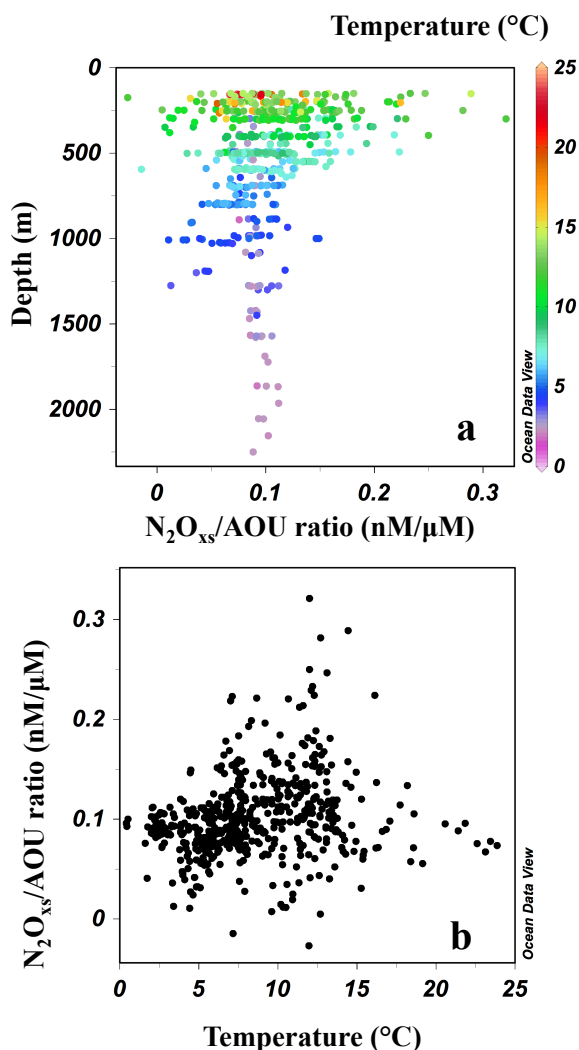 Temperature (°C)
0
500
1000
1500
2000
Depth (m)
0
0.1
0.2
0.3
N₂Oₓₛ/AOU ratio (nM/μM)
a
Ocean Data View
25
20
15
10
5
0
0.3
0.2
0.1
0
N₂Oₓₛ/AOU ratio (nM/μM)
b
Ocean Data View
0
5
10
15
20
25
Temperature (°C)